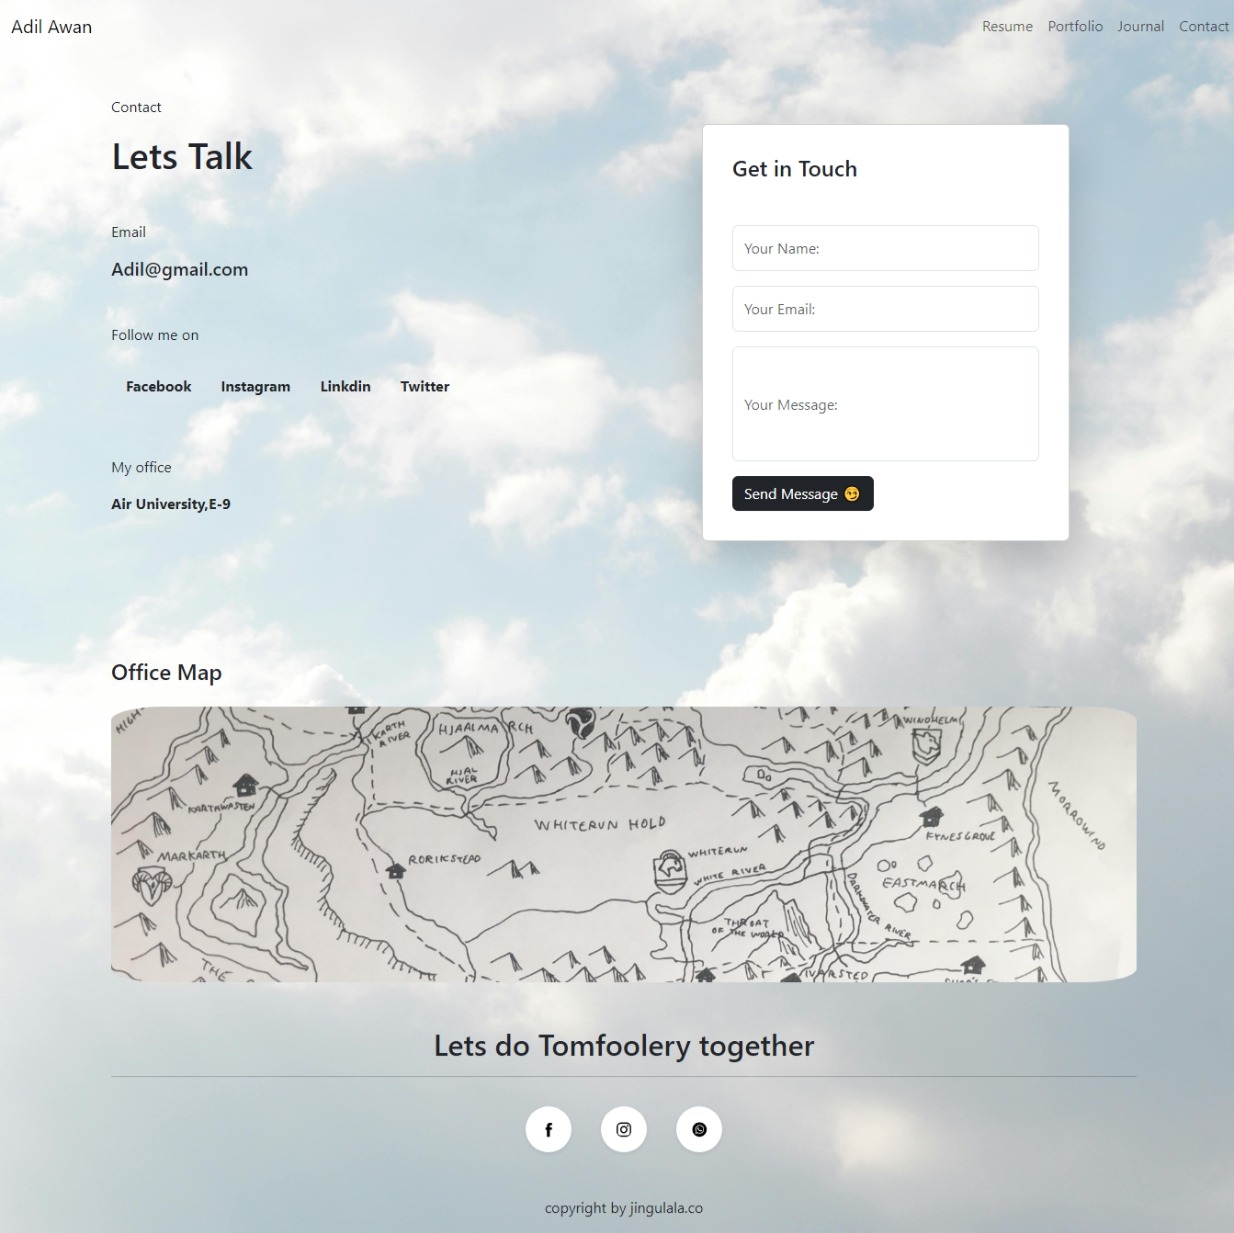 Adil Awan
Resume Portfolio Journal Contact
Contact
Lets Talk
Email
Adil@gmail.com
Follow me on
Facebook Instagram Linkdin Twitter
My office
Air University,E-9
Get in Touch
Your Name:
Your Email:
Your Message:
Send Message 😏
Office Map
HIGH
KARTH
RIVER
HJAALMARCH
HJAL
RIVER
WINDHELM
KARTHWASTEN
MORROWIND
WHITERUN HOLD
KYNESGROVE
MARKARTH
RORIKSTEAD
WHITERUN
WHITE RIVER
EASTMARCH
DARKWATER RIVER
THROAT
OF THE WORLD
THE
IVARSTED
Lets do Tomfoolery together
copyright by jingulala.co